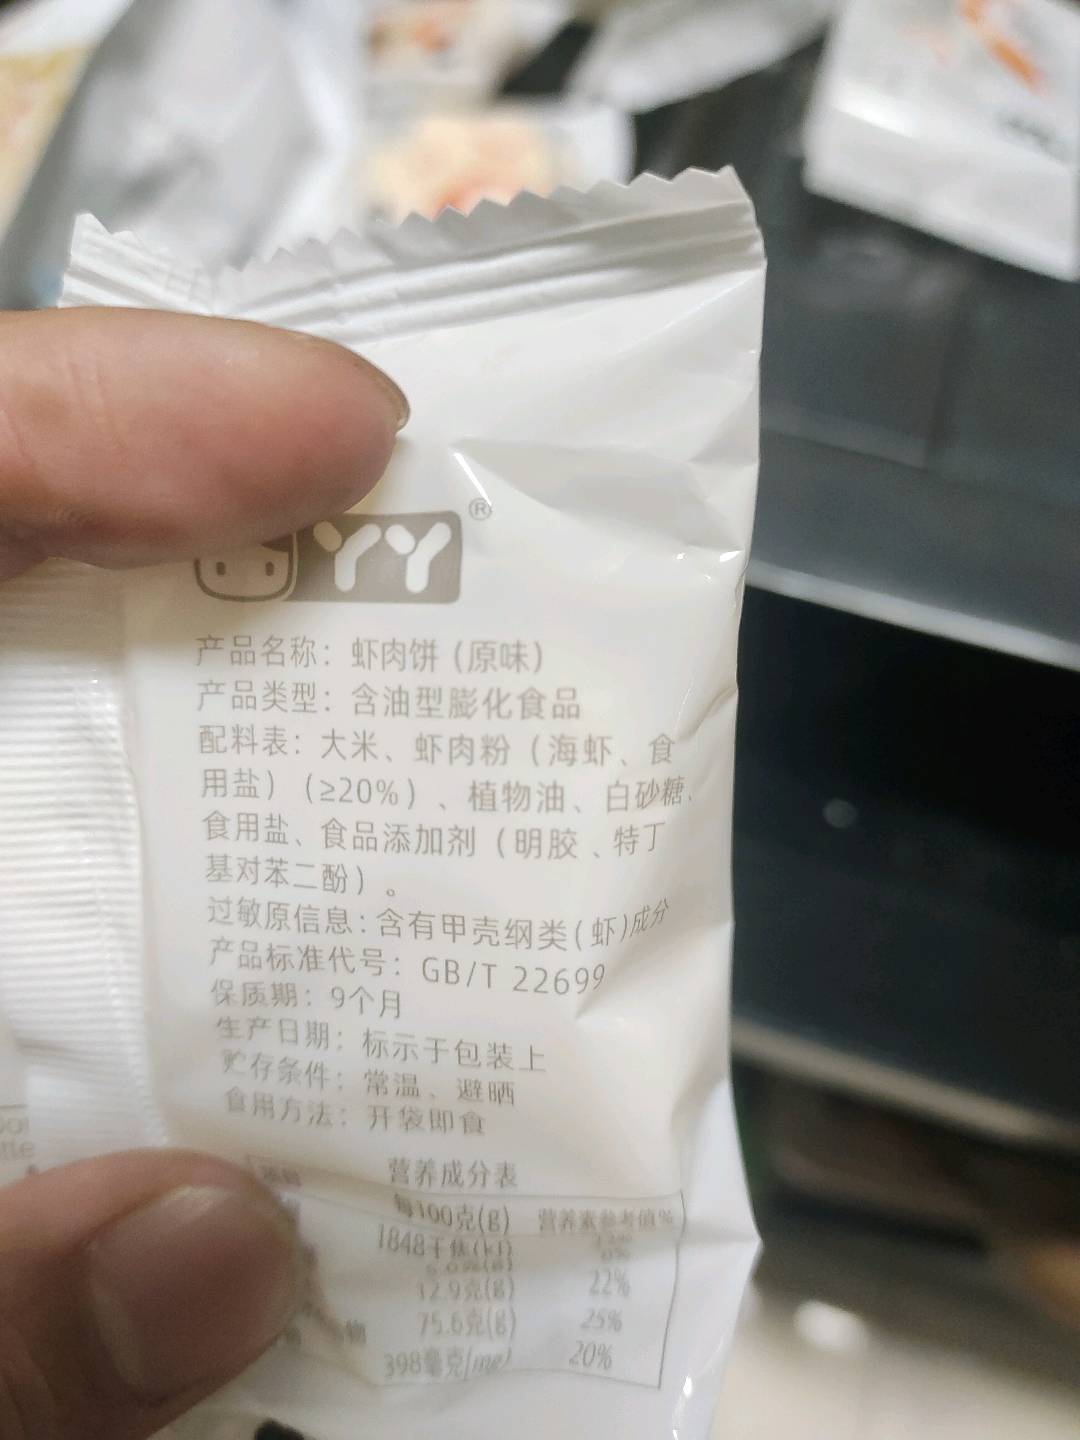 YY®
产品名称：虾肉饼（原味）
产品类型：含油型膨化食品
配料表：大米、虾肉粉（海虾、食
用盐）（≥20%）、植物油、白砂糖、
食用盐、食品添加剂（明胶、特丁
基对苯二酚）。
过敏原信息：含有甲壳纲类（虾）成分
产品标准代号：GB/T 22699
保质期：9个月
生产日期：标示于包装上
贮存条件：常温、避晒
食用方法：开袋即食
营养成分表
每100克(g) 营养素参考值%
1848千焦(kJ)
12.9克(g) 22%
75.6克(g) 25%
物
398毫克(mg) 20%